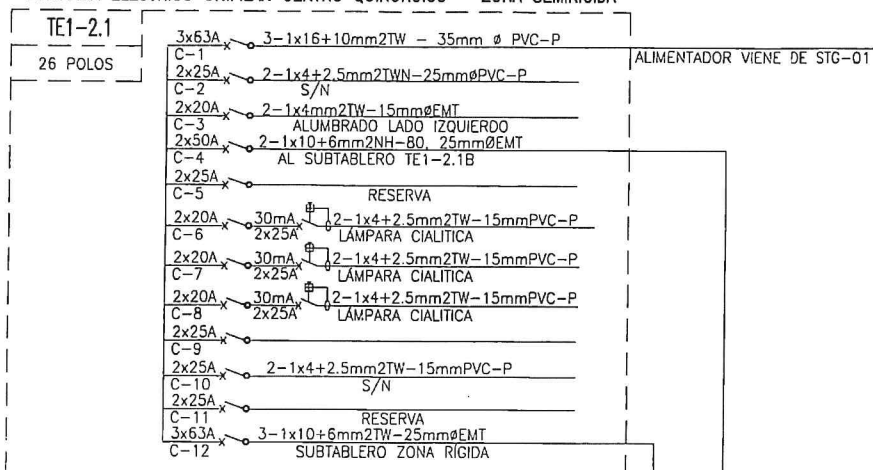 TE1-2.1
26 POLOS
3x63A 3-1x16+10mm2TW - 35mm ø PVC-P
C-1
ALIMENTADOR VIENE DE STG-01
2x25A 2-1x4+2.5mm2TWN-25mmøPVC-P
C-2 S/N
2x20A 2-1x4mm2TW-15mmØEMT
C-3 ALUMBRADO LADO IZQUIERDO
2x50A 2-1x10+6mm2NH-80, 25mmØEMT
C-4 AL SUBTABLERO TE1-2.1B
2x25A
C-5 RESERVA
2x20A 30mA 2-1x4+2.5mm2TW-15mmPVC-P
C-6 2x25A LÁMPARA CIALITICA
2x20A 30mA 2-1x4+2.5mm2TW-15mmPVC-P
C-7 2x25A LÁMPARA CIALITICA
2x20A 30mA 2-1x4+2.5mm2TW-15mmPVC-P
C-8 2x25A LÁMPARA CIALITICA
2x25A
C-9
2x25A 2-1x4+2.5mm2TW-15mmPVC-P
C-10 S/N
2x25A
C-11 RESERVA
3x63A 3-1x10+6mm2TW-25mmøEMT
C-12 SUBTABLERO ZONA RÍGIDA